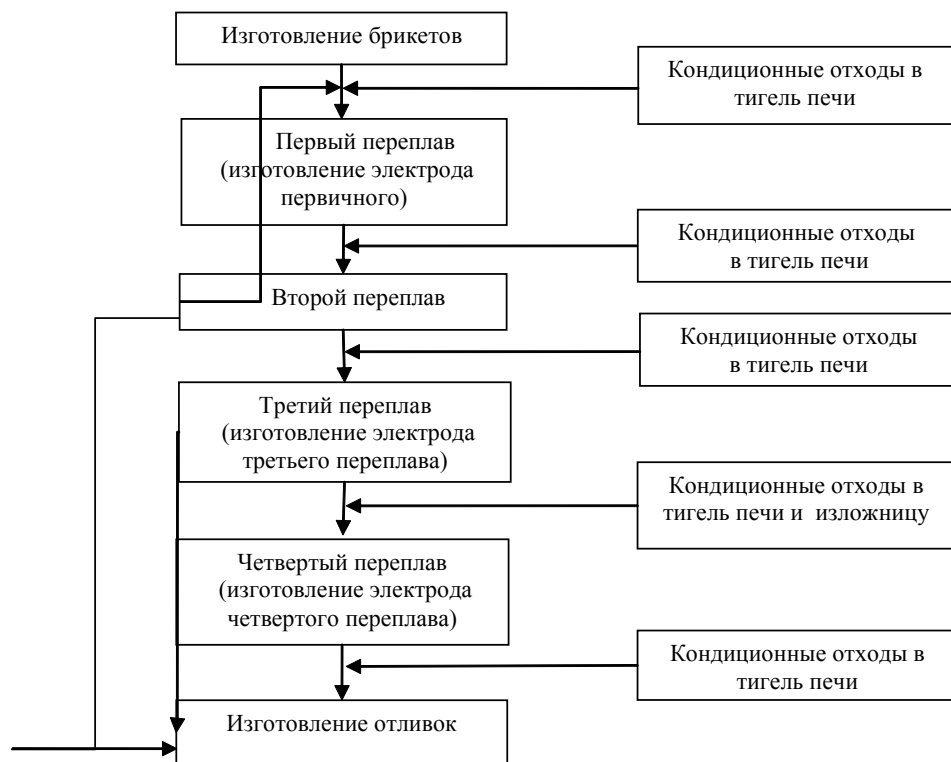 Изготовление брикетов
Кондиционные отходы в
тигель печи
Первый переплав
(изготовление электрода
первичного)
Кондиционные отходы
в тигель печи
Второй переплав
Кондиционные отходы
в тигель печи
Третий переплав
(изготовление электрода
третьего переплава)
Кондиционные отходы в
тигель печи и изложницу
Четвертый переплав
(изготовление электрода
четвертого переплава)
Кондиционные отходы в
тигель печи
Изготовление отливок